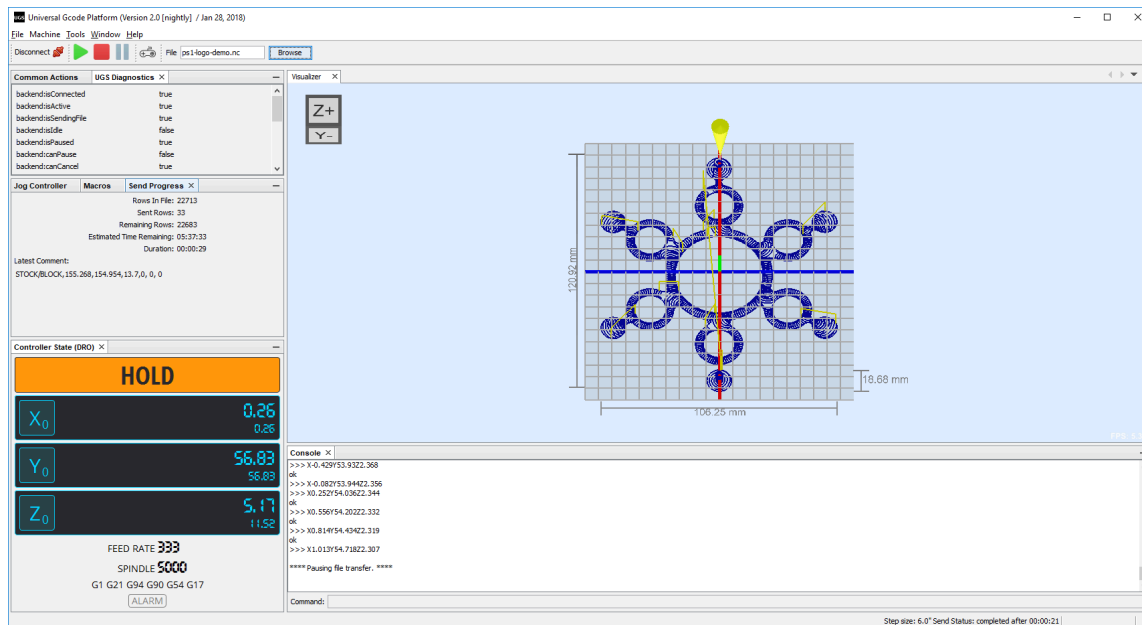 UGS Universal Gcode Platform (Version 2.0 [nightly] / Jan 28, 2018)
File Machine Tools Window Help
Disconnect File ps1-logo-demo.nc Browse
Common Actions UGS Diagnostics
backend:isConnected true
backend:isActive true
backend:isSendingFile true
backend:isIdle false
backend:isPaused true
backend:canPause false
backend:canCancel true
Jog Controller Macros Send Progress
Rows In File: 22713
Sent Rows: 33
Remaining Rows: 22683
Estimated Time Remaining: 05:37:33
Duration: 00:00:29
Latest Comment:
STOCK/BLOCK, 155.268, 154.954, 13.7, 0, 0, 0
Controller State (DRO)
HOLD
X0 0.26
0.26
Y0 56.83
56.83
Z0 5.17
11.52
FEED RATE 333
SPINDLE 5000
G1 G21 G94 G90 G54 G17
ALARM
Visualizer
Z+
Y-
120.92 mm
18.68 mm
106.25 mm
Console
>>> X-0.429Y53.93Z2.368
ok
>>> X-0.082Y53.944Z2.356
ok
>>> X0.252Y54.036Z2.344
ok
>>> X0.556Y54.202Z2.332
ok
>>> X0.814Y54.434Z2.319
ok
>>> X1.013Y54.718Z2.307
**** Pausing file transfer. ****
Command:
Step size: 6.0" Send Status: completed after 00:00:21